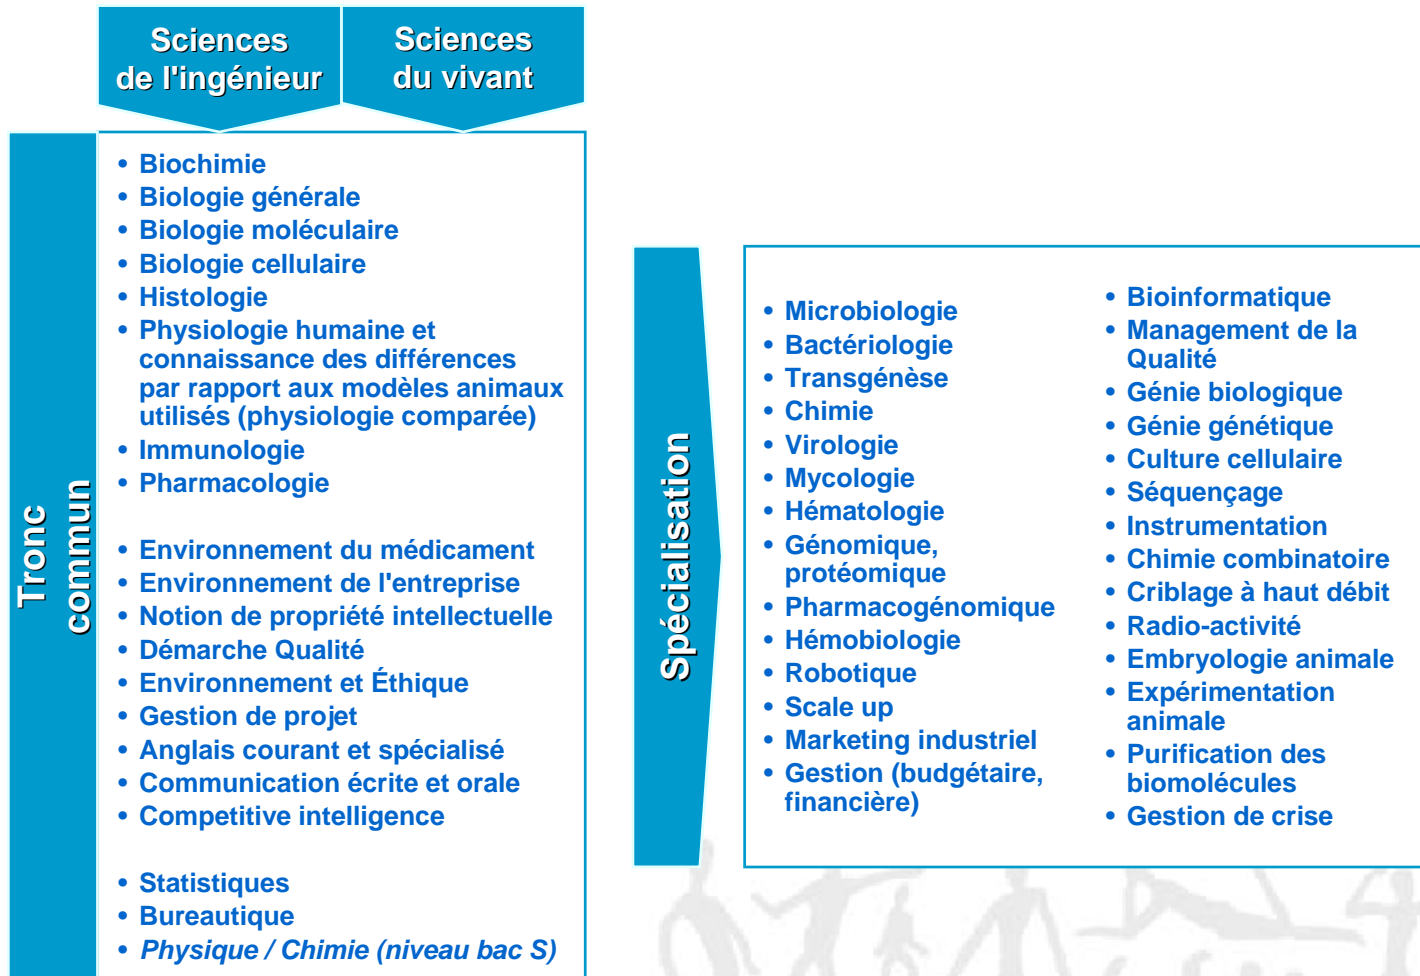 Sciences
de l'ingénieur
Sciences
du vivant
Tronc
commun
• Biochimie
• Biologie générale
• Biologie moléculaire
• Biologie cellulaire
• Histologie
• Physiologie humaine et
connaissance des différences
par rapport aux modèles animaux
utilisés (physiologie comparée)
• Immunologie
• Pharmacologie
• Environnement du médicament
• Environnement de l'entreprise
• Notion de propriété intellectuelle
• Démarche Qualité
• Environnement et Éthique
• Gestion de projet
• Anglais courant et spécialisé
• Communication écrite et orale
• Competitive intelligence
• Statistiques
• Bureautique
• Physique / Chimie (niveau bac S)
Spécialisation
• Microbiologie
• Bactériologie
• Transgénèse
• Chimie
• Virologie
• Mycologie
• Hématologie
• Génomique,
protéomique
• Pharmacogénomique
• Hémobiologie
• Robotique
• Scale up
• Marketing industriel
• Gestion (budgétaire,
financière)
• Bioinformatique
• Management de la
Qualité
• Génie biologique
• Génie génétique
• Culture cellulaire
• Séquençage
• Instrumentation
• Chimie combinatoire
• Criblage à haut débit
• Radio-activité
• Embryologie animale
• Expérimentation
animale
• Purification des
biomolécules
• Gestion de crise